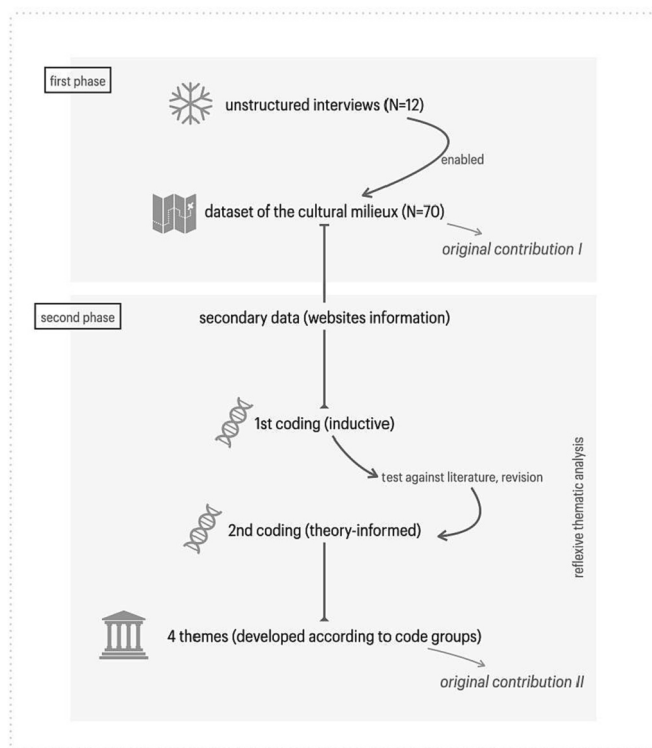 first phase
unstructured interviews (N=12)
enabled
dataset of the cultural milieux (N=70)
original contribution I
second phase
secondary data (websites information)
1st coding (inductive)
test against literature, revision
2nd coding (theory-informed)
reflexive thematic analysis
4 themes (developed according to code groups)
original contribution II